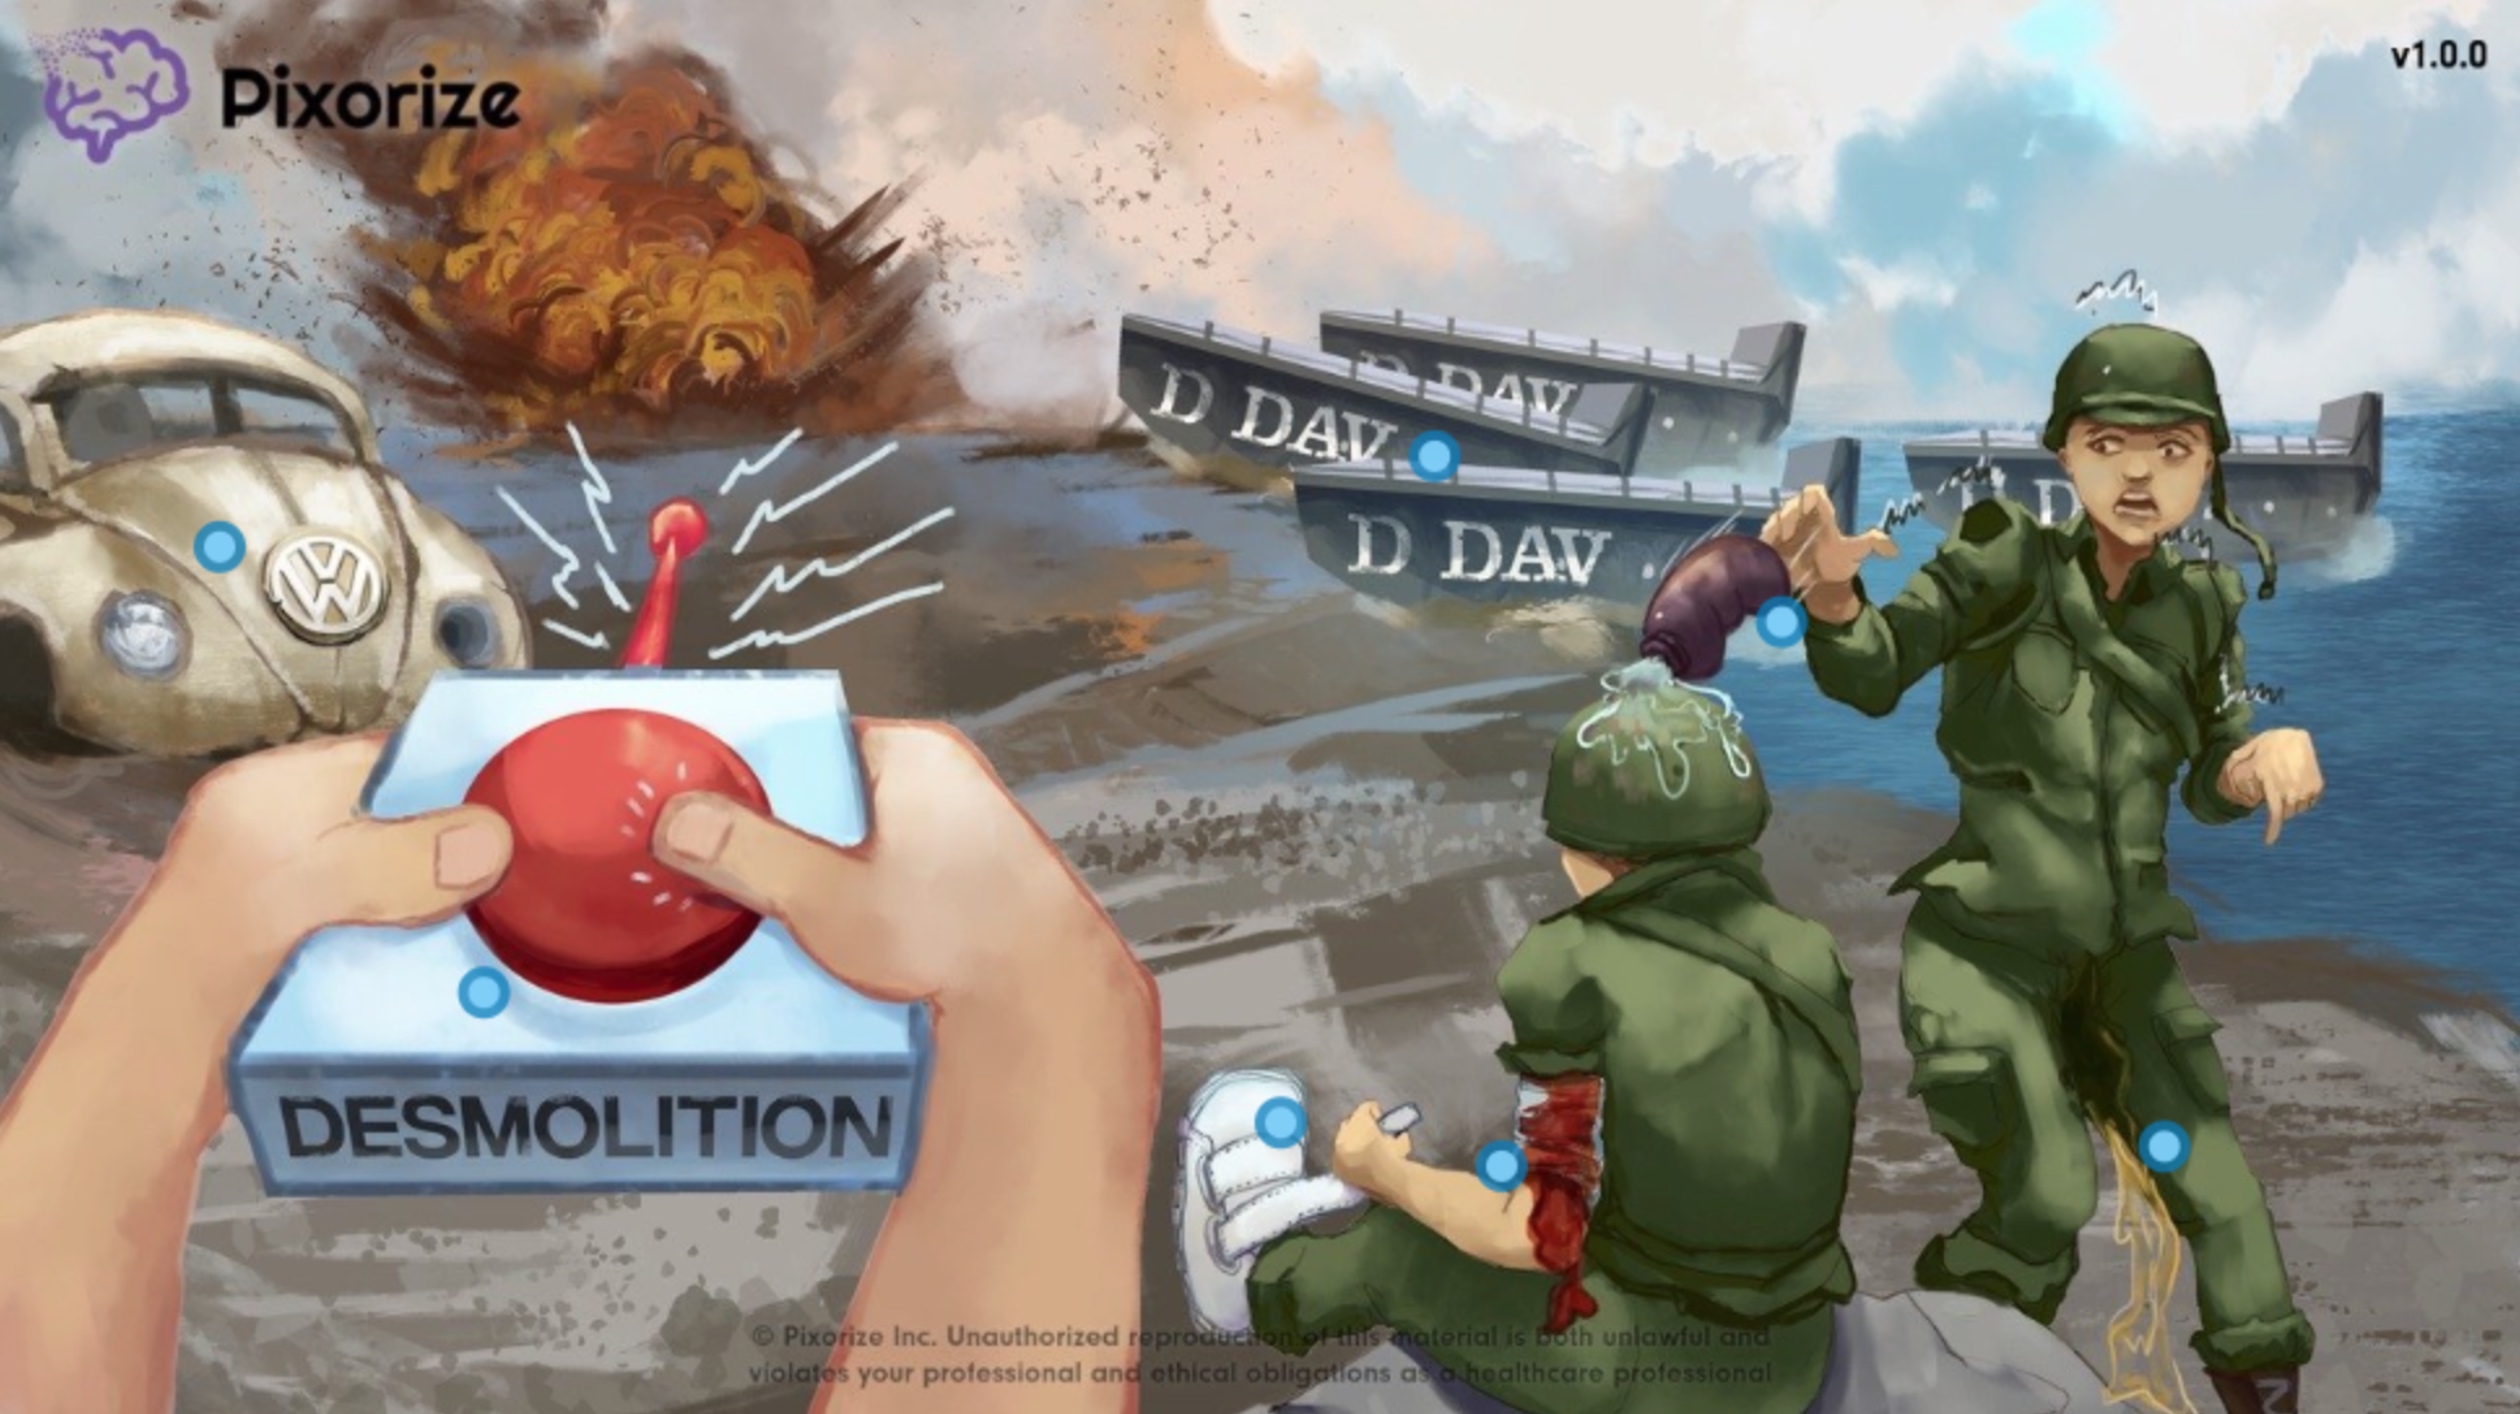 Pixorize
v1.0.0
D DAV
D DAV
D DAV
D
VW
DESMOLITION
© Pixorize Inc. Unauthorized reproduction of this material is both unlawful and
violates your professional and ethical obligations as a healthcare professional